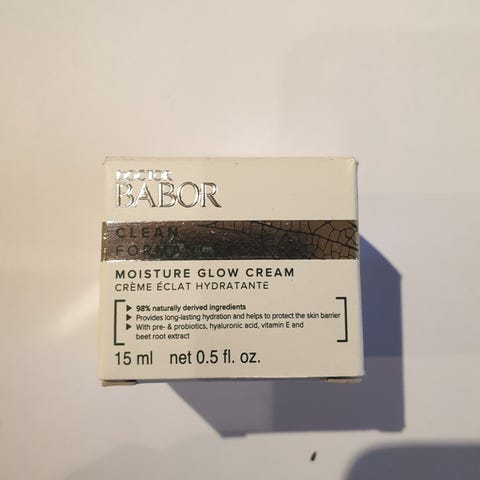 DOCTOR
BABOR
CLEAN
FORMANCE
MOISTURE GLOW CREAM
CRÈME ÉCLAT HYDRATANTE
▶ 98% naturally derived ingredients
▶ Provides long-lasting hydration and helps to protect the skin barrier
▶ With pre- & probiotics, hyaluronic acid, vitamin E and
beet root extract
15 ml net 0.5 fl. oz.